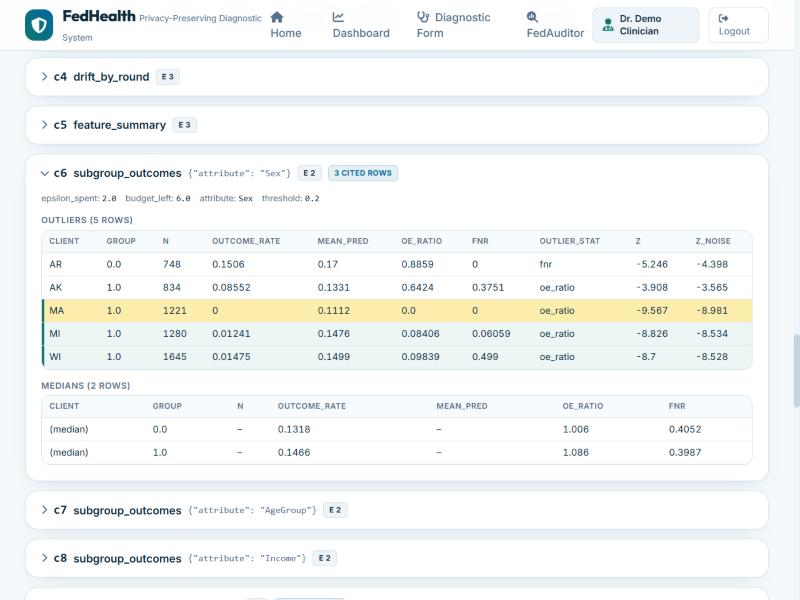 FedHealth Privacy-Preserving Diagnostic System
Home
Dashboard
Diagnostic Form
FedAuditor
Dr. Demo
Clinician
Logout
c4 drift_by_round E 3
c5 feature_summary E 3
c6 subgroup_outcomes {"attribute": "Sex"} E 2 3 CITED ROWS
epsilon_spent: 2.0 budget_left: 6.0 attribute: Sex threshold: 0.2
OUTLIERS (5 ROWS)
CLIENT GROUP N OUTCOME_RATE MEAN_PRED OE_RATIO FNR OUTLIER_STAT Z Z_NOISE
AR 0.0 748 0.1506 0.17 0.8859 0 fnr -5.246 -4.398
AK 1.0 834 0.08552 0.1331 0.6424 0.3751 oe_ratio -3.908 -3.565
MA 1.0 1221 0 0.1112 0.0 0 oe_ratio -9.567 -8.981
MI 1.0 1280 0.01241 0.1476 0.08406 0.06059 oe_ratio -8.826 -8.534
WI 1.0 1645 0.01475 0.1499 0.09839 0.499 oe_ratio -8.7 -8.528
MEDIANS (2 ROWS)
CLIENT GROUP N OUTCOME_RATE MEAN_PRED OE_RATIO FNR
(median) 0.0 – 0.1318 – 1.006 0.4052
(median) 1.0 – 0.1466 – 1.086 0.3987
c7 subgroup_outcomes {"attribute": "AgeGroup"} E 2
c8 subgroup_outcomes {"attribute": "Income"} E 2